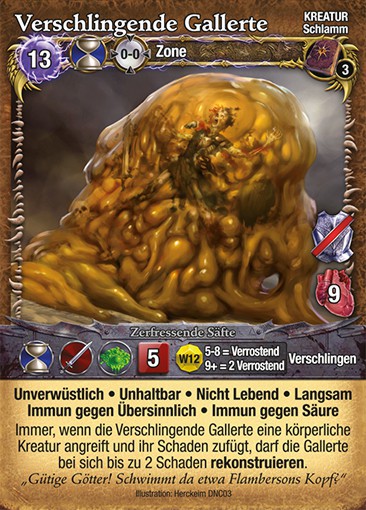 Verschlingende Gallerte
KREATUR
Schlamm
13
0-0
Zone
3
9
Zerfressende Säfte
5
W12
5-8 = Verrostend
9+ = 2 Verrostend
Verschlingen
Unverwüstlich • Unhaltbar • Nicht Lebend • Langsam
Immun gegen Übersinnlich • Immun gegen Säure
Immer, wenn die Verschlingende Gallerte eine körperliche
Kreatur angreift und ihr Schaden zufügt, darf die Gallerte
bei sich bis zu 2 Schaden rekonstruieren.
„Gütige Götter! Schwimmt da etwa Flambersons Kopf?“
Illustration: Herckeim DNC03